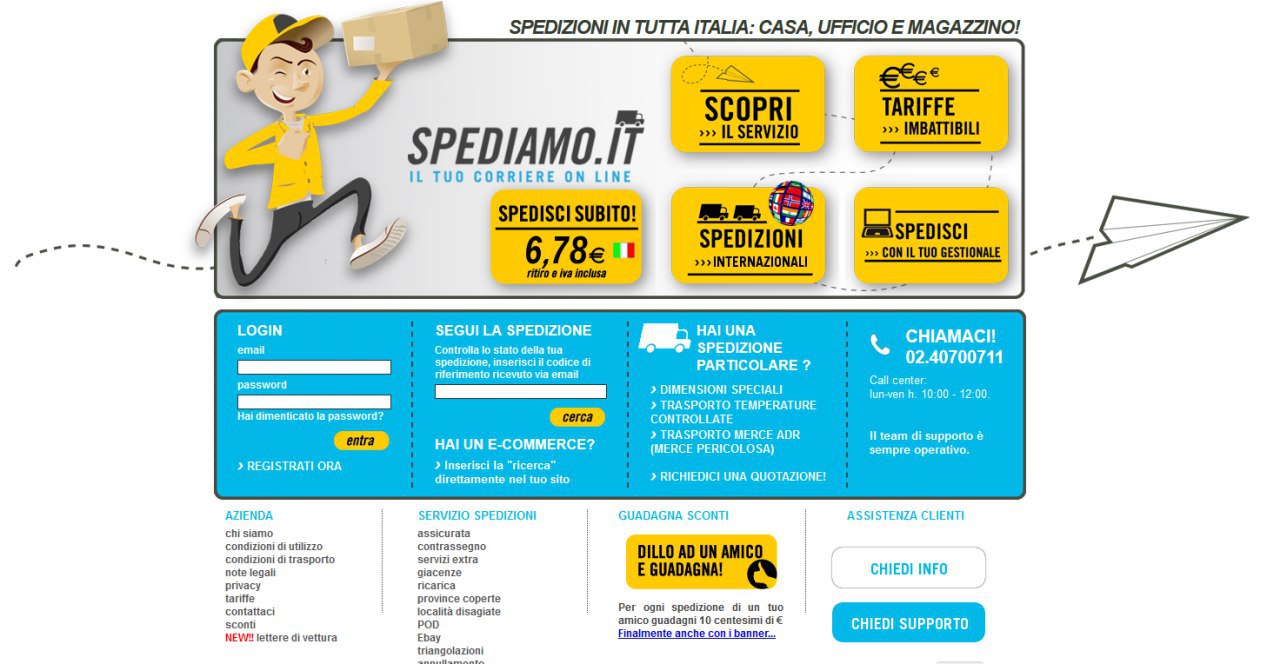 SPEDIZIONI IN TUTTA ITALIA: CASA, UFFICIO E MAGAZZINO!
SPEDIAMO.IT
IL TUO CORRIERE ON LINE
SPEDISCI SUBITO!
6,78€
ritiro e iva inclusa
SCOPRI
››› IL SERVIZIO
€€€€
TARIFFE
››› IMBATTIBILI
SPEDIZIONI
››› INTERNAZIONALI
SPEDISCI
››› CON IL TUO GESTIONALE
LOGIN
email
password
Hai dimenticato la password?
entra
› REGISTRATI ORA
SEGUI LA SPEDIZIONE
Controlla lo stato della tua
spedizione, inserisci il codice di
riferimento ricevuto via email
cerca
HAI UN E-COMMERCE?
› Inserisci la "ricerca"
direttamente nel tuo sito
HAI UNA
SPEDIZIONE
PARTICOLARE ?
› DIMENSIONI SPECIALI
› TRASPORTO TEMPERATURE
CONTROLLATE
› TRASPORTO MERCE ADR
(MERCE PERICOLOSA)
› RICHIEDICI UNA QUOTAZIONE!
CHIAMACI!
02.40700711
Call center:
lun-ven h. 10:00 - 12:00.
Il team di supporto è
sempre operativo.
AZIENDA
chi siamo
condizioni di utilizzo
condizioni di trasporto
note legali
privacy
tariffe
contattaci
sconti
NEW!! lettere di vettura
SERVIZIO SPEDIZIONI
assicurata
contrassegno
servizi extra
giacenze
ricarica
province coperte
località disagiate
POD
Ebay
triangolazioni
annullamento
GUADAGNA SCONTI
DILLO AD UN AMICO
E GUADAGNA!
Per ogni spedizione di un tuo
amico guadagni 10 centesimi di €
Finalmente anche con i banner...
ASSISTENZA CLIENTI
CHIEDI INFO
CHIEDI SUPPORTO